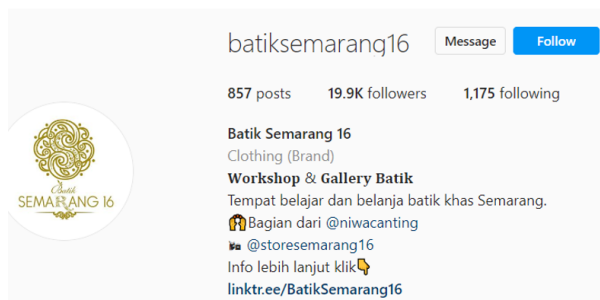 batiksemarang16 Message Follow
857 posts 19.9K followers 1,175 following
Batik Semarang 16
Clothing (Brand)
Workshop & Gallery Batik
Tempat belajar dan belanja batik khas Semarang.
🙌Bagian dari @niwacanting
@storesemarang16
Info lebih lanjut klik👇
linktr.ee/BatikSemarang16
Batik
SEMARANG 16